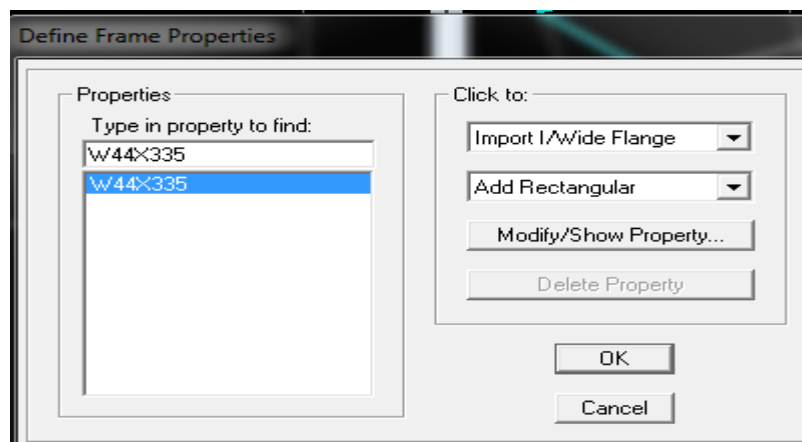 Define Frame Properties
Properties
Type in property to find:
W44X335
W44X335
Click to:
Import I/Wide Flange
Add Rectangular
Modify/Show Property...
Delete Property
OK
Cancel